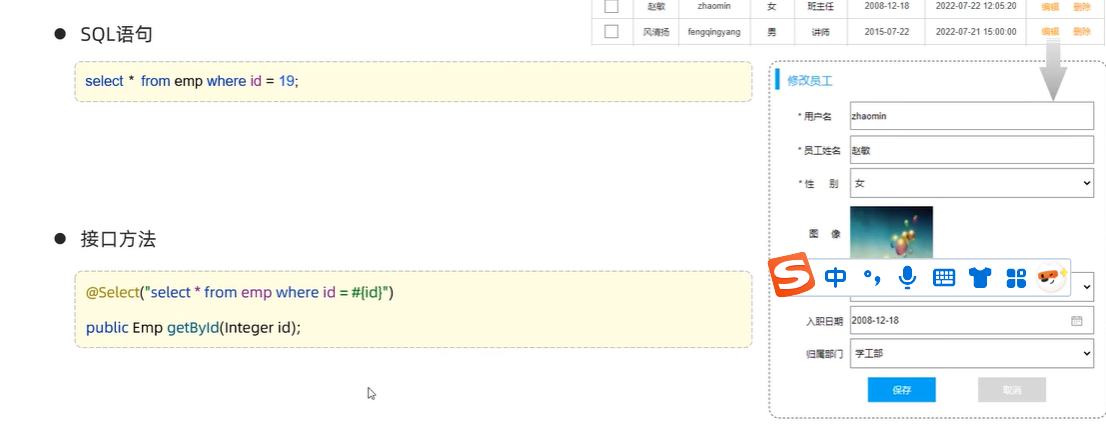 赵敏 zhaomin 女 班主任 2008-12-18 2022-07-22 12:05:20 编辑 删除
风清扬 fengqingyang 男 讲师 2015-07-22 2022-07-21 15:00:00 编辑 删除
● SQL语句
select * from emp where id = 19;
● 接口方法
@Select("select * from emp where id = #{id}")
public Emp getById(Integer id);
修改员工
* 用户名 zhaomin
* 员工姓名 赵敏
* 性 别 女
图 像
S 中 °,
入职日期 2008-12-18
归属部门 学工部
保存 取消